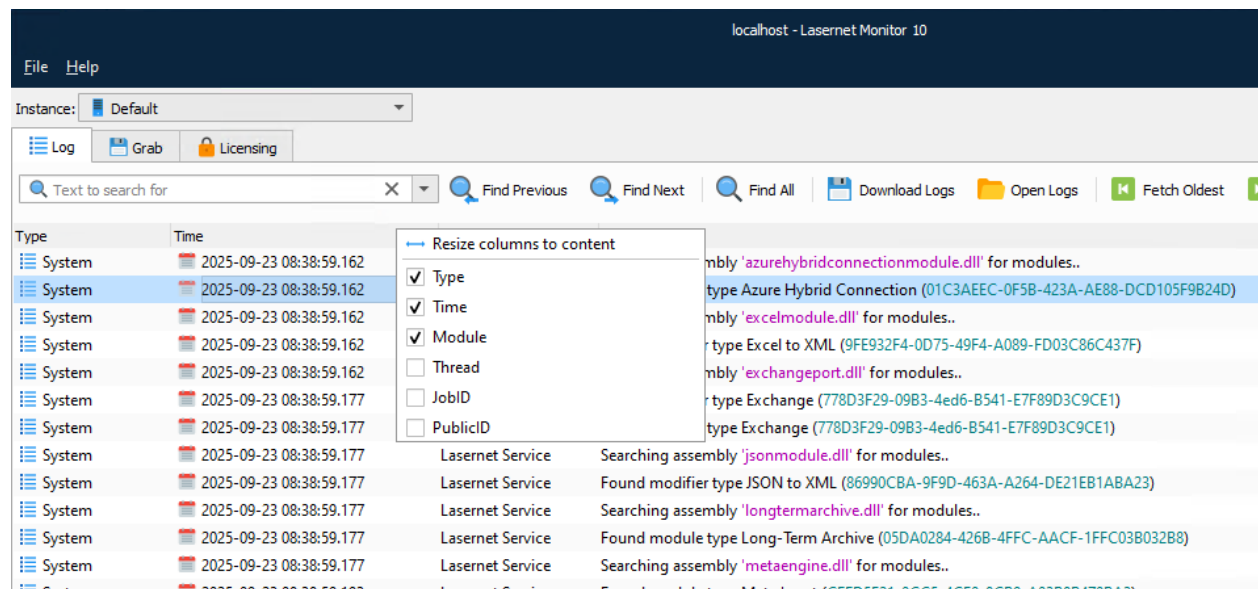 localhost - Lasernet Monitor 10
File Help
Instance: Default
Log Grab Licensing
Text to search for Find Previous Find Next Find All Download Logs Open Logs Fetch Oldest
Type Time
Resize columns to content
Type
Time
Module
Thread
JobID
PublicID
System 2025-09-23 08:38:59.162 mbly 'azurehybridconnectionmodule.dll' for modules..
System 2025-09-23 08:38:59.162 type Azure Hybrid Connection (01C3AEEC-0F5B-423A-AE88-DCD105F9B24D)
System 2025-09-23 08:38:59.162 mbly 'excelmodule.dll' for modules..
System 2025-09-23 08:38:59.162 r type Excel to XML (9FE932F4-0D75-49F4-A089-FD03C86C437F)
System 2025-09-23 08:38:59.162 mbly 'exchangeport.dll' for modules..
System 2025-09-23 08:38:59.177 r type Exchange (778D3F29-09B3-4ed6-B541-E7F89D3C9CE1)
System 2025-09-23 08:38:59.177 type Exchange (778D3F29-09B3-4ed6-B541-E7F89D3C9CE1)
System 2025-09-23 08:38:59.177 Lasernet Service Searching assembly 'jsonmodule.dll' for modules..
System 2025-09-23 08:38:59.177 Lasernet Service Found modifier type JSON to XML (86990CBA-9F9D-463A-A264-DE21EB1ABA23)
System 2025-09-23 08:38:59.177 Lasernet Service Searching assembly 'longtermarchive.dll' for modules..
System 2025-09-23 08:38:59.177 Lasernet Service Found module type Long-Term Archive (05DA0284-426B-4FFC-AACF-1FFC03B032B8)
System 2025-09-23 08:38:59.177 Lasernet Service Searching assembly 'metaengine.dll' for modules..